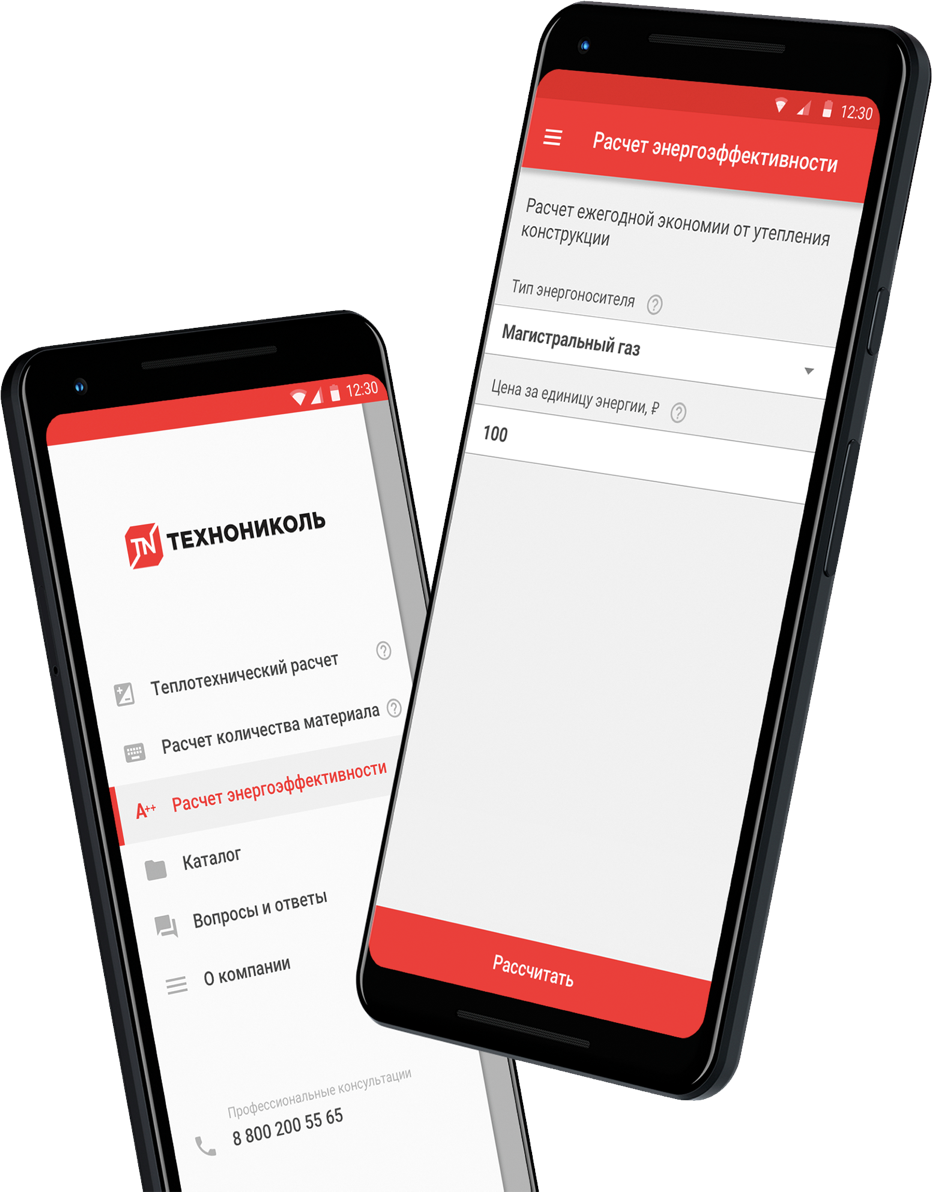 12:30
Расчет энергоэффективности
Расчет ежегодной экономии от утепления
конструкции
Тип энергоносителя ?
Магистральный газ
Цена за единицу энергии, ₽ ?
100
Рассчитать
12:30
TN ТЕХНОНИКОЛЬ
Теплотехнический расчет ?
Расчет количества материала ?
A++ Расчет энергоэффективности
Каталог
Вопросы и ответы
О компании
Профессиональные консультации
8 800 200 55 65